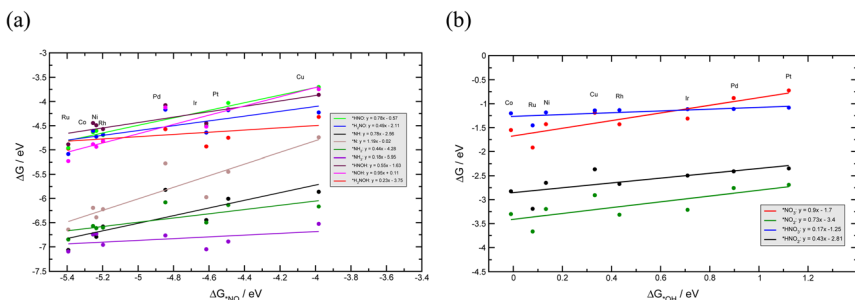 (a)
-3
-3.5
-4
-4.5
-5
-5.5
-6
-6.5
-7
-7.5
ΔG / eV
Ru
Co
Ni
Rh
Pd
Ir
Pt
Cu
*HNO: y = 0.78x - 0.57
*H₂NO: y = 0.49x - 2.11
*NH: y = 0.79x - 2.56
*N: y = 1.19x - 0.02
*NH₂: y = 0.44x - 4.28
*NH₃: y = 0.18x - 5.95
*HNOH: y = 0.55x - 1.63
*NOH: y = 0.95x + 0.11
*H₂NOH: y = 0.23x - 3.75
-5.4 -5.2 -5 -4.8 -4.6 -4.4 -4.2 -4 -3.8 -3.6 -3.4
ΔG*NO / eV
(b)
0
-0.5
-1
-1.5
-2
-2.5
-3
-3.5
-4
-4.5
-5
ΔG / eV
Co
Ru
Ni
Cu
Rh
Ir
Pd
Pt
*NO₃: y = 0.9x - 1.7
*NO₂: y = 0.73x - 3.4
*HNO₃: y = 0.17x -1.25
*HNO₂: y = 0.43x - 2.81
0 0.2 0.4 0.6 0.8 1 1.2
ΔG*OH / eV